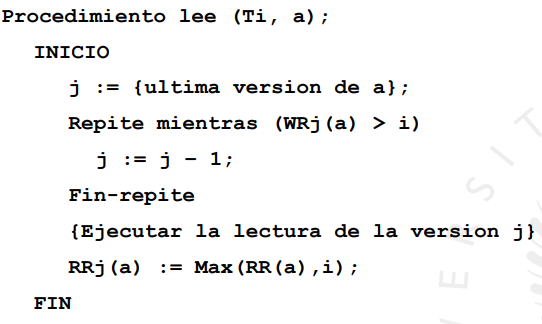 Procedimiento lee (Ti, a);
INICIO
j := {ultima version de a};
Repite mientras (WRj(a) > i)
j := j – 1;
Fin-repite
{Ejecutar la lectura de la version j}
RRj(a) := Max(RR(a),i);
FIN